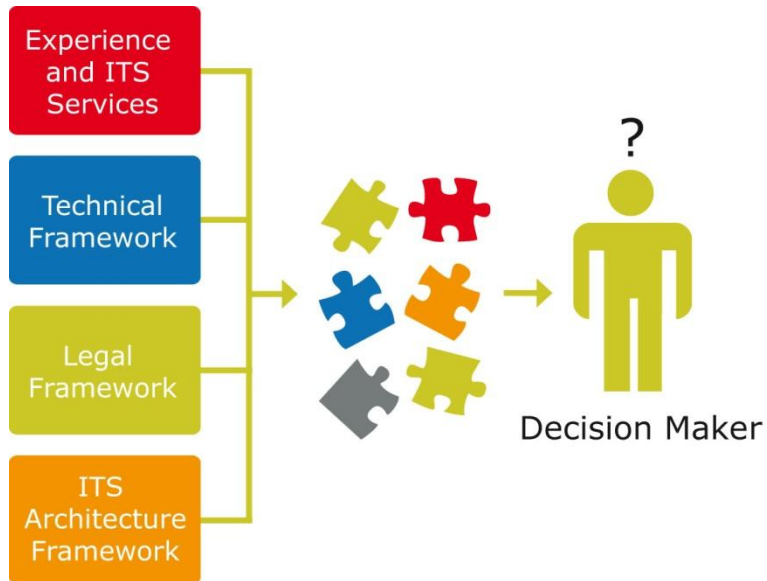 Experience
and ITS
Services
Technical
Framework
Legal
Framework
ITS
Architecture
Framework
?
Decision Maker